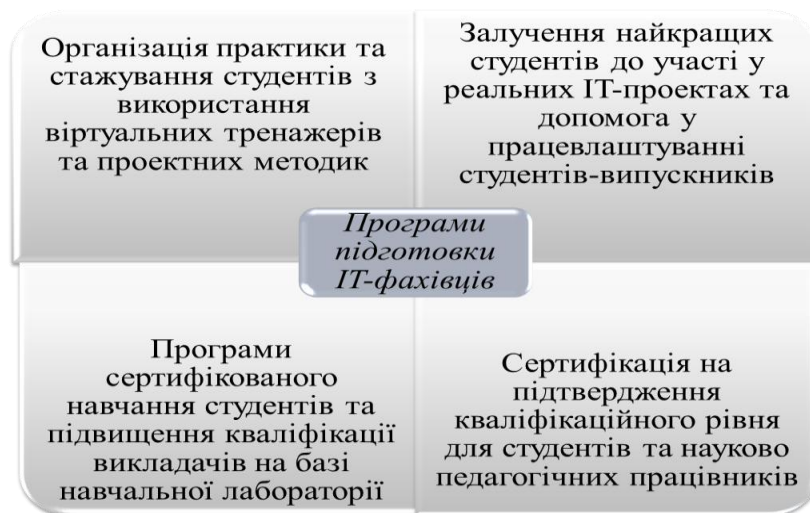 Організація практики та
стажування студентів з
використання
віртуальних тренажерів
та проектних методик
Залучення найкращих
студентів до участі у
реальних ІТ-проектах та
допомога у
працевлаштуванні
студентів-випускників
Програми
підготовки
ІТ-фахівців
Програми
сертифікованого
навчання студентів та
підвищення кваліфікації
викладачів на базі
навчальної лабораторії
Сертифікація на
підтвердження
кваліфікаційного рівня
для студентів та науково
педагогічних працівників